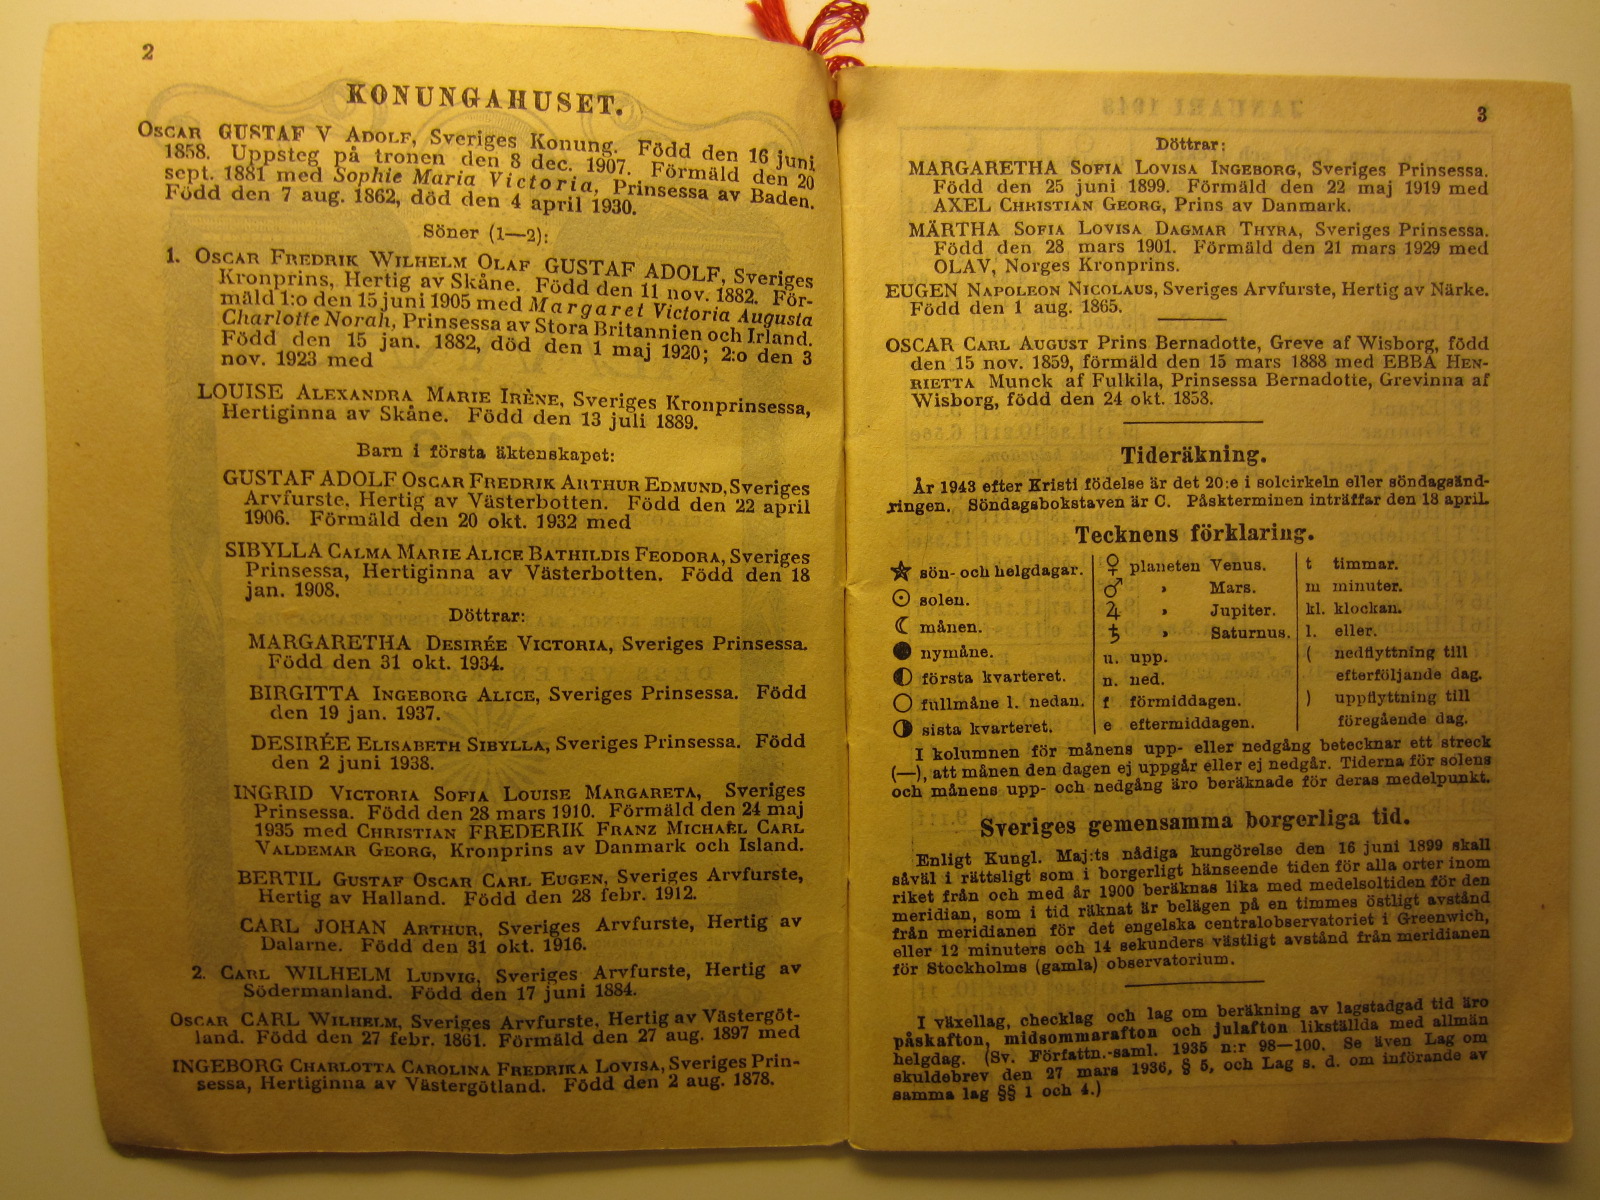 2
KONUNGAHUSET.
OSCAR GUSTAF V ADOLF, Sveriges Konung. Född den 16 juni
1858. Uppsteg på tronen den 8 dec. 1907. Förmäld den 20
sept. 1881 med Sophie Maria Victoria, Prinsessa av Baden.
Född den 7 aug. 1862, död den 4 april 1930.
Söner (1—2):
1. OSCAR FREDRIK WILHELM OLAF GUSTAF ADOLF, Sveriges
Kronprins, Hertig av Skåne. Född den 11 nov. 1882. För-
mäld 1:o den 15 juni 1905 med Margaret Victoria Augusta
Charlotte Norah, Prinsessa av Stora Britannien och Irland.
Född den 15 jan. 1882, död den 1 maj 1920; 2:o den 3
nov. 1923 med
LOUISE ALEXANDRA MARIE IRÈNE, Sveriges Kronprinsessa,
Hertiginna av Skåne. Född den 13 juli 1889.
Barn i första äktenskapet:
GUSTAF ADOLF OSCAR FREDRIK ARTHUR EDMUND, Sveriges
Arvfurste, Hertig av Västerbotten. Född den 22 april
1906. Förmäld den 20 okt. 1932 med
SIBYLLA CALMA MARIE ALICE BATHILDIS FEODORA, Sveriges
Prinsessa, Hertiginna av Västerbotten. Född den 18
jan. 1908.
Döttrar:
MARGARETHA DESIRÉE VICTORIA, Sveriges Prinsessa.
Född den 31 okt. 1934.
BIRGITTA INGEBORG ALICE, Sveriges Prinsessa. Född
den 19 jan. 1937.
DESIRÉE ELISABETH SIBYLLA, Sveriges Prinsessa. Född
den 2 juni 1938.
INGRID VICTORIA SOFIA LOUISE MARGARETA, Sveriges
Prinsessa. Född den 28 mars 1910. Förmäld den 24 maj
1935 med CHRISTIAN FREDERIK FRANZ MICHAEL CARL
VALDEMAR GEORG, Kronprins av Danmark och Island.
BERTIL GUSTAF OSCAR CARL EUGEN, Sveriges Arvfurste,
Hertig av Halland. Född den 28 febr. 1912.
CARL JOHAN ARTHUR, Sveriges Arvfurste, Hertig av
Dalarne. Född den 31 okt. 1916.
2. CARL WILHELM LUDVIG, Sveriges Arvfurste, Hertig av
Södermanland. Född den 17 juni 1884.
OSCAR CARL WILHELM, Sveriges Arvfurste, Hertig av Västergöt-
land. Född den 27 febr. 1861. Förmäld den 27 aug. 1897 med
INGEBORG CHARLOTTA CAROLINA FREDRIKA LOVISA, Sveriges Prin-
sessa, Hertiginna av Västergötland. Född den 2 aug. 1878.
3
Döttrar:
MARGARETHA SOFIA LOVISA INGEBORG, Sveriges Prinsessa.
Född den 25 juni 1899. Förmäld den 22 maj 1919 med
AXEL CHRISTIAN GEORG, Prins av Danmark.
MÄRTHA SOFIA LOVISA DAGMAR THYRA, Sveriges Prinsessa.
Född den 28 mars 1901. Förmäld den 21 mars 1929 med
OLAV, Norges Kronprins.
EUGEN NAPOLEON NICOLAUS, Sveriges Arvfurste, Hertig av Närke.
Född den 1 aug. 1865.
OSCAR CARL AUGUST Prins Bernadotte, Greve af Wisborg, född
den 15 nov. 1859, förmäld den 15 mars 1888 med EBBA HEN-
RIETTA Munck af Fulkila, Prinsessa Bernadotte, Grevinna af
Wisborg, född den 24 okt. 1858.
Tideräkning.
År 1943 efter Kristi födelse är det 20:e i solcirkeln eller söndagsänd-
ringen. Söndagsbokstaven är C. Påskterminen inträffar den 18 april.
Tecknens förklaring.
★ sön- och helgdagar.
☉ solen.
☾ månen.
● nymåne.
◐ första kvarteret.
○ fullmåne l. nedan.
◑ sista kvarteret.
♀ planeten Venus.
♂ » Mars.
♃ » Jupiter.
♄ » Saturnus.
u. upp.
n. ned.
f förmiddagen.
e eftermiddagen.
t timmar.
m minuter.
kl. klockan.
l. eller.
( nedflyttning till
efterföljande dag.
) uppflyttning till
föregående dag.
I kolumnen för månens upp- eller nedgång betecknar ett streck
(—), att månen den dagen ej uppgår eller ej nedgår. Tiderna för solens
och månens upp- och nedgång äro beräknade för deras medelpunkt.
Sveriges gemensamma borgerliga tid.
Enligt Kungl. Maj:ts nådiga kungörelse den 16 juni 1899 skall
såväl i rättsligt som i borgerligt hänseende tiden för alla orter inom
riket från och med år 1900 beräknas lika med medelsoltiden för den
meridian, som i tid räknat är belägen på en timmes östligt avstånd
från meridianen för det engelska centralobservatoriet i Greenwich,
eller 12 minuters och 14 sekunders västligt avstånd från meridianen
för Stockholms (gamla) observatorium.
I växellag, checklag och lag om beräkning av lagstadgad tid äro
påskafton, midsommarafton och julafton likställda med allmän
helgdag. (Sv. Författn.-saml. 1935 n:r 98—100. Se även Lag om
skuldebrev den 27 mars 1936, § 5, och Lag s. d. om införande av
samma lag §§ 1 och 4.)